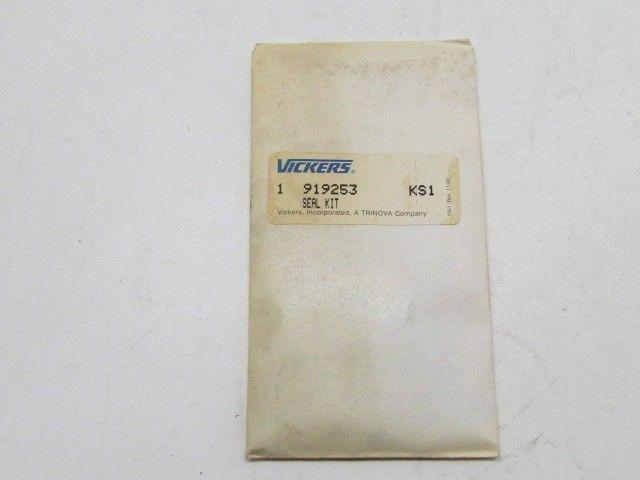 VICKERS®
1 919253 KS1
SEAL KIT
Vickers, Incorporated, A TRINOVA Company